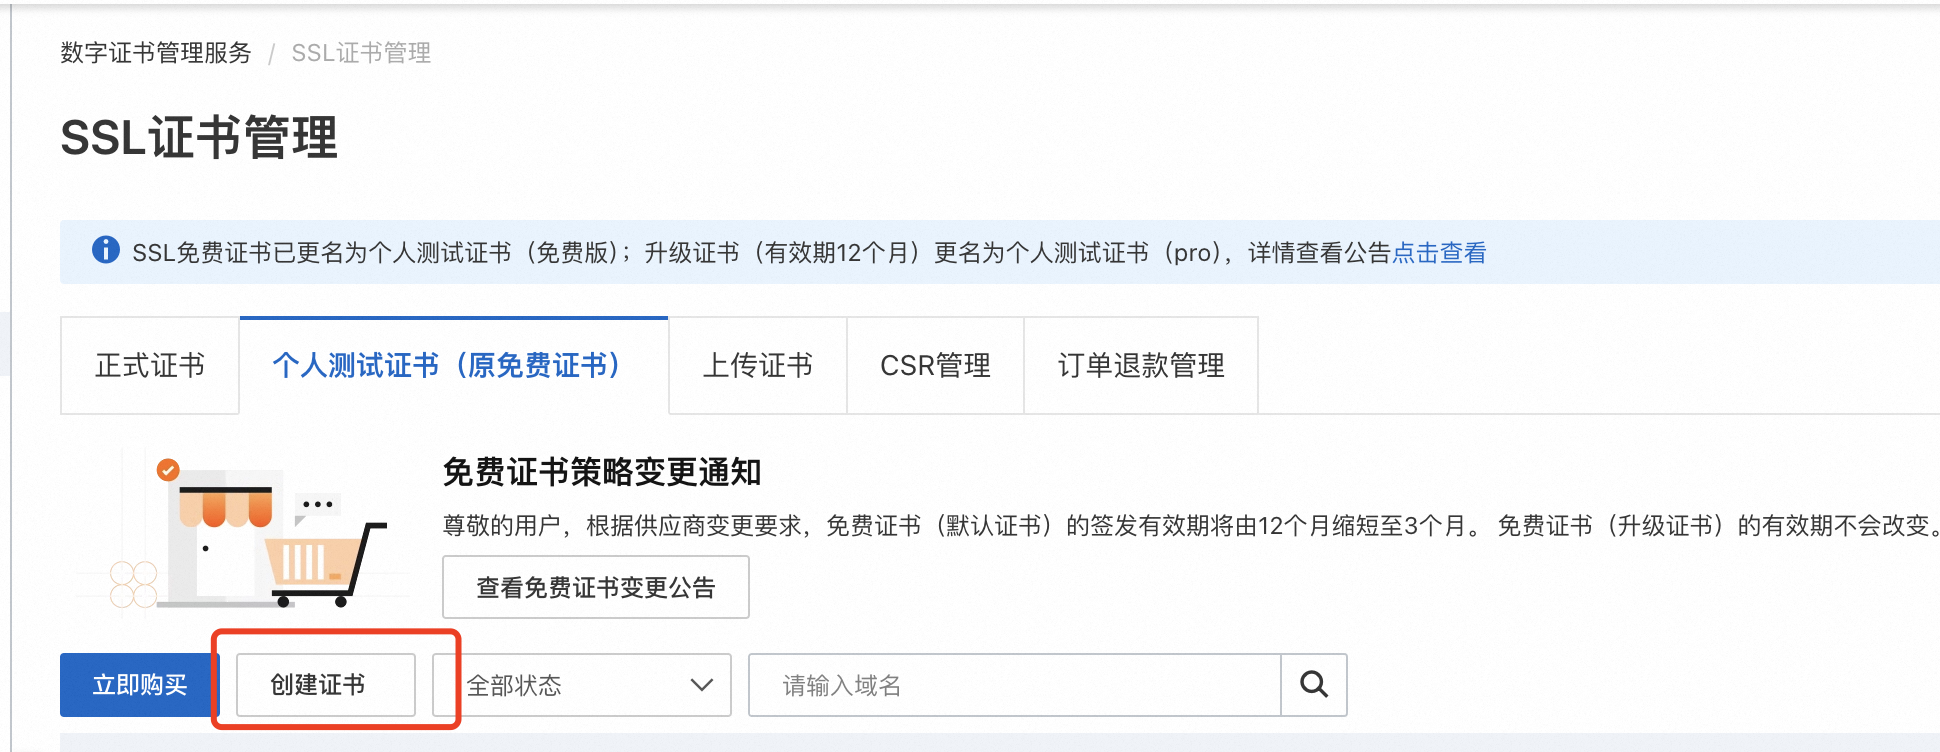 数字证书管理服务 / SSL证书管理
SSL证书管理
SSL免费证书已更名为个人测试证书（免费版）；升级证书（有效期12个月）更名为个人测试证书（pro），详情查看公告点击查看
正式证书 个人测试证书（原免费证书） 上传证书 CSR管理 订单退款管理
免费证书策略变更通知
尊敬的用户，根据供应商变更要求，免费证书（默认证书）的签发有效期将由12个月缩短至3个月。 免费证书（升级证书）的有效期不会改变。
查看免费证书变更公告
立即购买 创建证书 全部状态 请输入域名